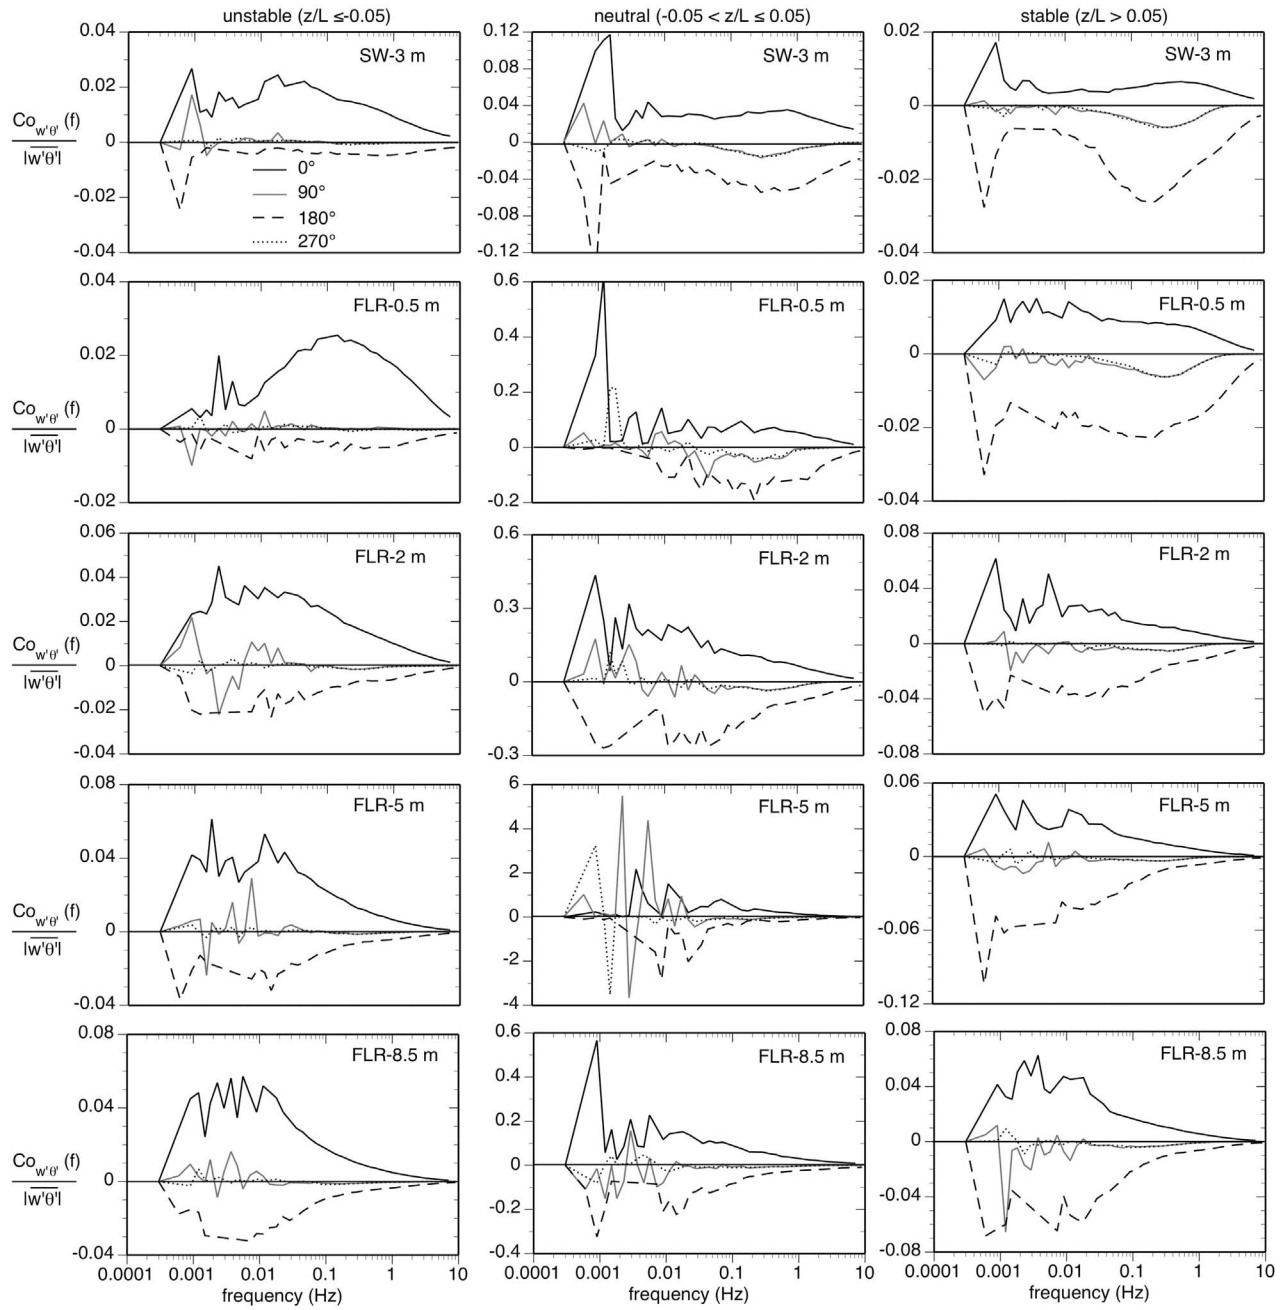 unstable (z/L ≤-0.05)
neutral (-0.05 < z/L ≤ 0.05)
stable (z/L > 0.05)
0.04
0.02
0
-0.02
-0.04
Co_w'θ' (f)
|w'θ'|
SW-3 m
0°
90°
180°
270°
0.12
0.08
0.04
0
-0.04
-0.08
-0.12
SW-3 m
0.02
0
-0.02
-0.04
SW-3 m
0.04
0.02
0
-0.02
Co_w'θ' (f)
|w'θ'|
FLR-0.5 m
0.6
0.4
0.2
0
-0.2
FLR-0.5 m
0.02
0
-0.02
-0.04
FLR-0.5 m
0.06
0.04
0.02
0
-0.02
-0.04
Co_w'θ' (f)
|w'θ'|
FLR-2 m
0.6
0.3
0
-0.3
FLR-2 m
0.08
0.04
0
-0.04
-0.08
FLR-2 m
0.08
0.04
0
-0.04
Co_w'θ' (f)
|w'θ'|
FLR-5 m
6
4
2
0
-2
-4
FLR-5 m
0.06
0
-0.06
-0.12
FLR-5 m
0.08
0.04
0
-0.04
Co_w'θ' (f)
|w'θ'|
FLR-8.5 m
0.6
0.4
0.2
0
-0.2
-0.4
FLR-8.5 m
0.08
0.04
0
-0.04
-0.08
FLR-8.5 m
0.0001 0.001 0.01 0.1 1 10
0.0001 0.001 0.01 0.1 1 10
0.0001 0.001 0.01 0.1 1 10
frequency (Hz)
frequency (Hz)
frequency (Hz)